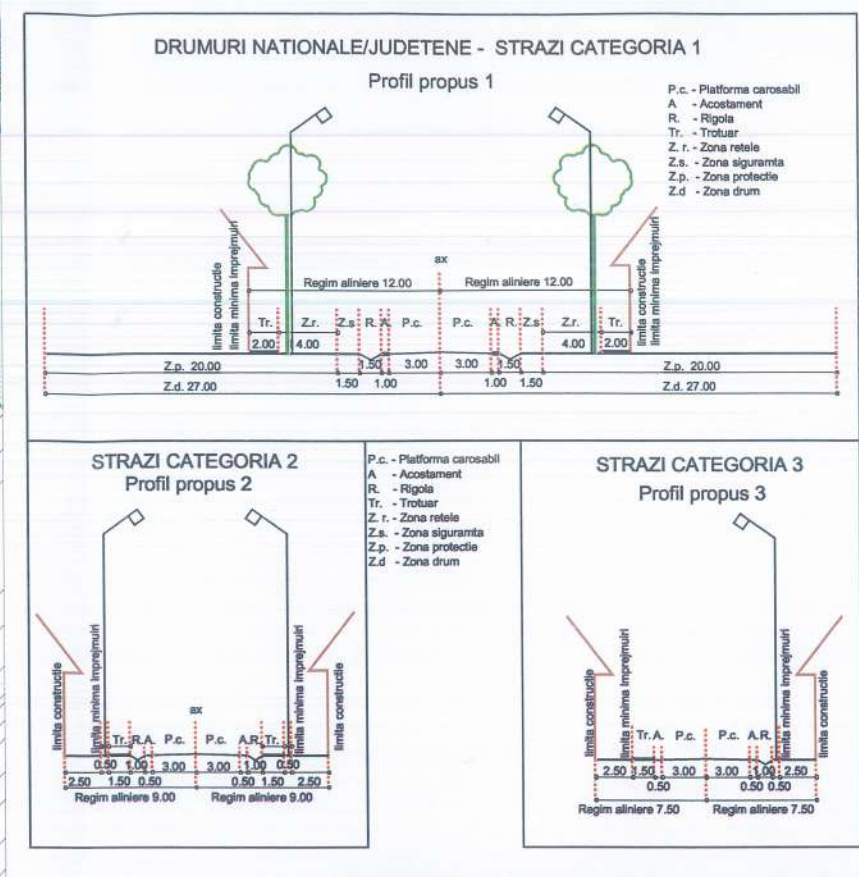 DRUMURI NATIONALE/JUDETENE - STRAZI CATEGORIA 1
Profil propus 1
P.c. - Platforma carosabil
A - Acostament
R. - Rigola
Tr. - Trotuar
Z. r. - Zona retele
Z.s. - Zona siguramta
Z.p. - Zona protectie
Z.d - Zona drum
limita constructie
limita minima imprejmuiri
ax
limita minima imprejmuiri
limita constructie
Regim aliniere 12.00 Regim aliniere 12.00
Tr. Z.r. Z.s R. A. P.c. P.c. A. R. Z.s Z.r. Tr.
2.00 4.00 4.00 2.00
1.50 3.00 3.00 1.50
Z.p. 20.00 Z.p. 20.00
1.50 1.00 1.00 1.50
Z.d. 27.00 Z.d. 27.00
STRAZI CATEGORIA 2
Profil propus 2
P.c. - Platforma carosabil
A - Acostament
R. - Rigola
Tr. - Trotuar
Z. r. - Zona retele
Z.s. - Zona siguramta
Z.p. - Zona protectie
Z.d - Zona drum
limita constructie
limita minima imprejmuiri
ax
limita minima imprejmuiri
limita constructie
Tr. R. A. P.c. P.c. A. R. Tr.
0.50 1.00 3.00 3.00 1.00 0.50
2.50 1.50 0.50 0.50 1.50 2.50
Regim aliniere 9.00 Regim aliniere 9.00
STRAZI CATEGORIA 3
Profil propus 3
limita constructie
limita minima imprejmuiri
limita minima imprejmuiri
limita constructie
Tr. A. P.c. P.c. A. R.
2.50 1.50 3.00 3.00 1.00 2.50
0.50 0.50 0.50
Regim aliniere 7.50 Regim aliniere 7.50